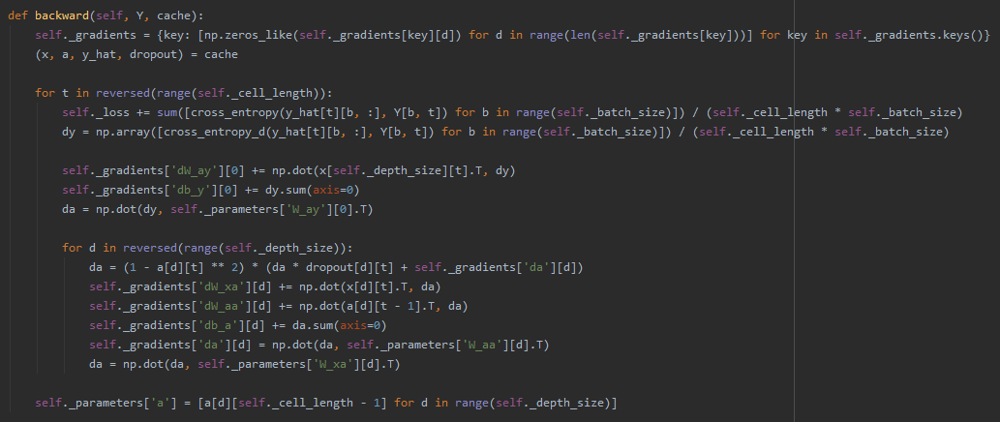 def backward(self, Y, cache):
    self._gradients = {key: [np.zeros_like(self._gradients[key][d]) for d in range(len(self._gradients[key]))] for key in self._gradients.keys()}
    (x, a, y_hat, dropout) = cache

    for t in reversed(range(self._cell_length)):
        self._loss += sum([cross_entropy(y_hat[t][b, :], Y[b, t]) for b in range(self._batch_size)]) / (self._cell_length * self._batch_size)
        dy = np.array([cross_entropy_d(y_hat[t][b, :], Y[b, t]) for b in range(self._batch_size)]) / (self._cell_length * self._batch_size)

        self._gradients['dW_ay'][0] += np.dot(x[self._depth_size][t].T, dy)
        self._gradients['db_y'][0] += dy.sum(axis=0)
        da = np.dot(dy, self._parameters['W_ay'][0].T)

        for d in reversed(range(self._depth_size)):
            da = (1 - a[d][t] ** 2) * (da * dropout[d][t] + self._gradients['da'][d])
            self._gradients['dW_xa'][d] += np.dot(x[d][t].T, da)
            self._gradients['dW_aa'][d] += np.dot(a[d][t - 1].T, da)
            self._gradients['db_a'][d] += da.sum(axis=0)
            self._gradients['da'][d] = np.dot(da, self._parameters['W_aa'][d].T)
            da = np.dot(da, self._parameters['W_xa'][d].T)

    self._parameters['a'] = [a[d][self._cell_length - 1] for d in range(self._depth_size)]